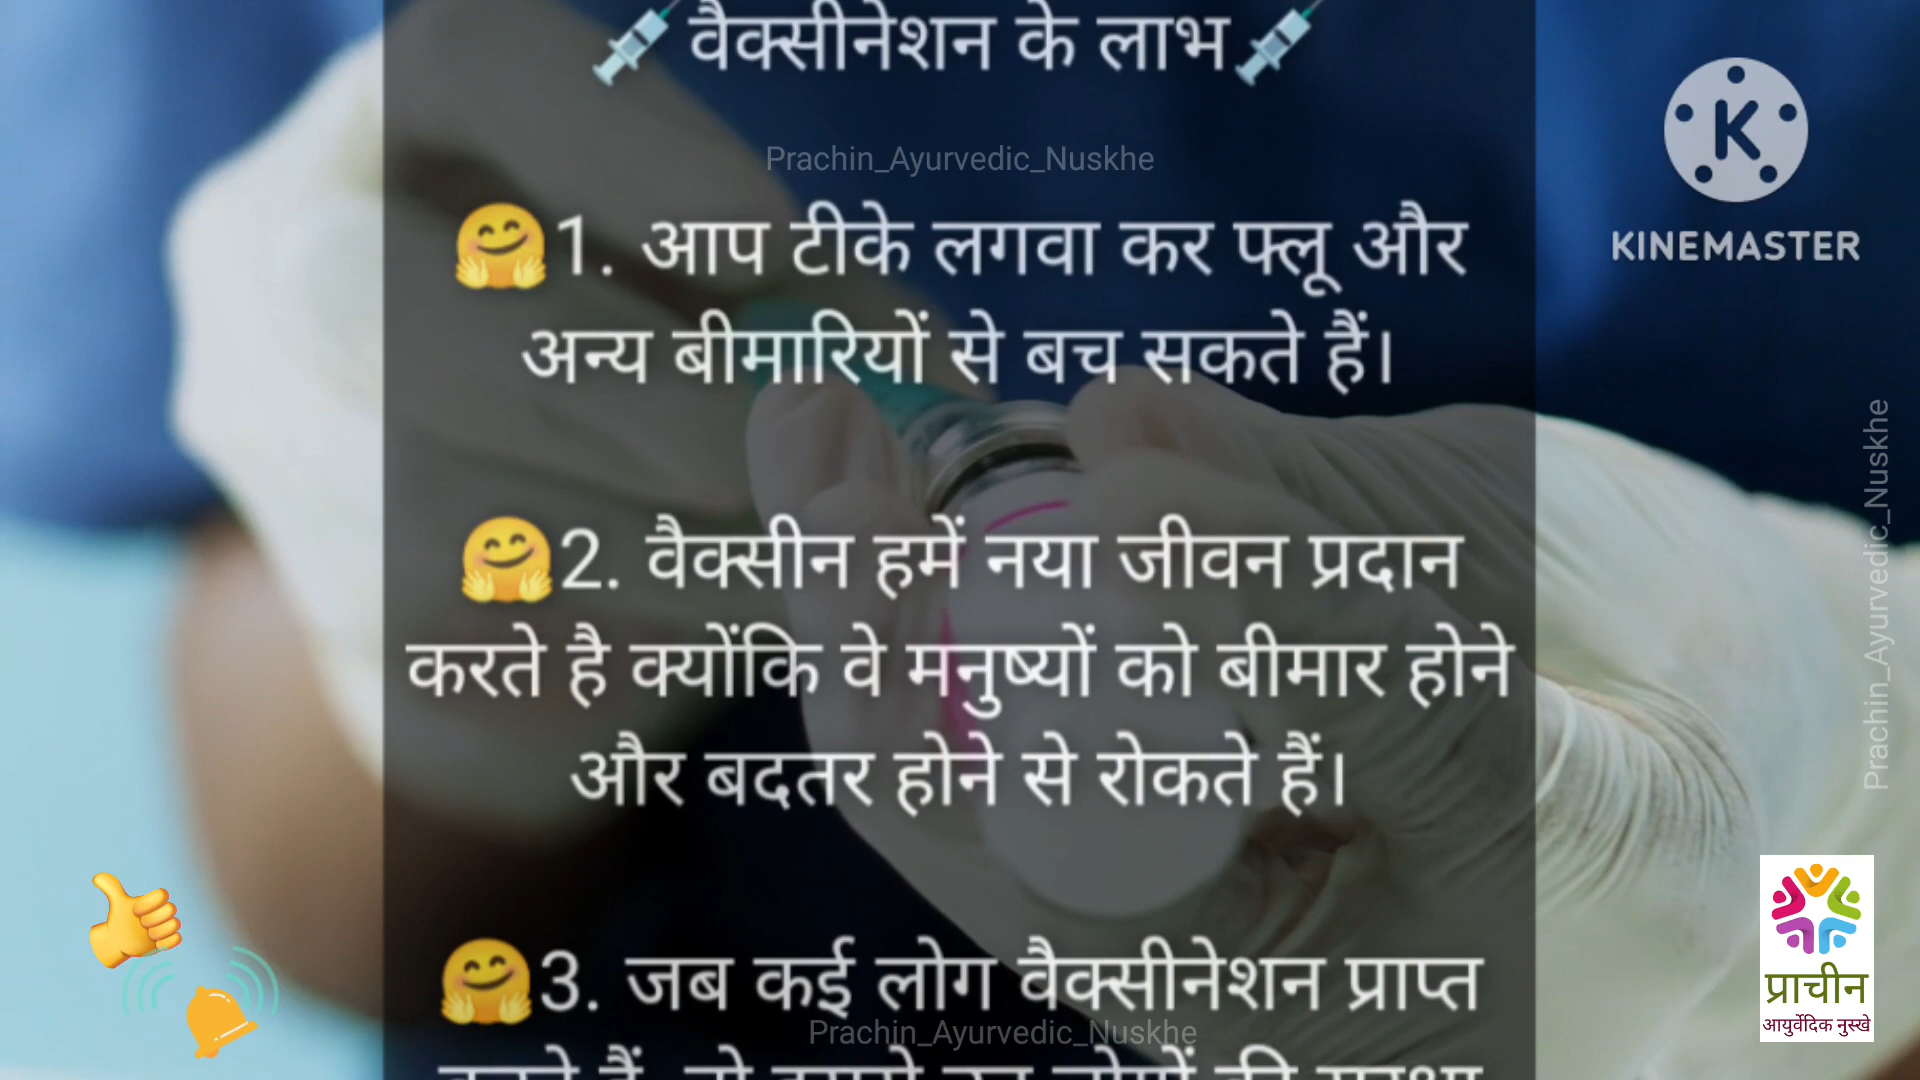 💉वैक्सीनेशन के लाभ💉
Prachin_Ayurvedic_Nuskhe
🤗1. आप टीके लगवा कर फ्लू और
अन्य बीमारियों से बच सकते हैं।
🤗2. वैक्सीन हमें नया जीवन प्रदान
करते है क्योंकि वे मनुष्यों को बीमार होने
और बदतर होने से रोकते हैं।
🤗3. जब कई लोग वैक्सीनेशन प्राप्त
Prachin_Ayurvedic_Nuskhe
K
KINEMASTER
Prachin_Ayurvedic_Nuskhe
प्राचीन
आयुर्वेदिक नुस्खे